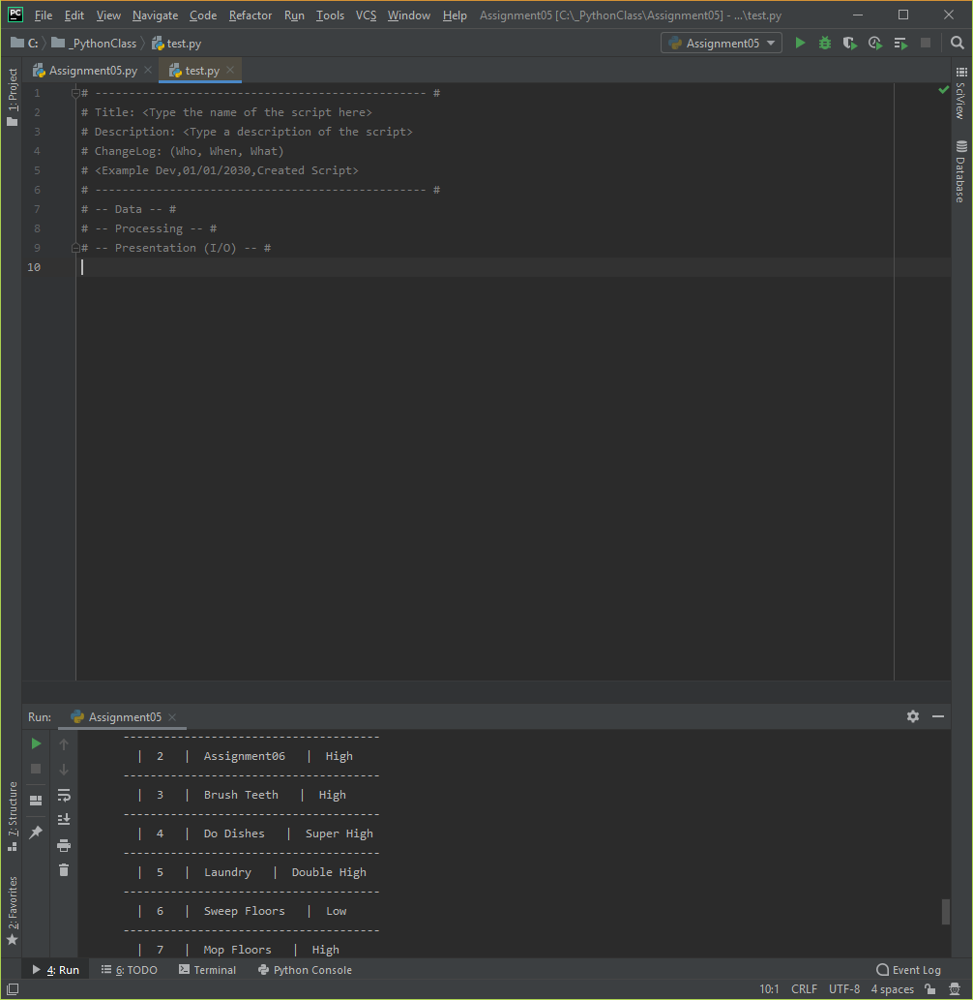 PC File Edit View Navigate Code Refactor Run Tools VCS Window Help Assignment05 [C:\_PythonClass\Assignment05] - ...\test.py
C: _PythonClass test.py Assignment05
Assignment05.py test.py
1: Project
SciView
Database
1 # ------------------------------------------------- #
2 # Title: <Type the name of the script here>
3 # Description: <Type a description of the script>
4 # ChangeLog: (Who, When, What)
5 # <Example Dev,01/01/2030,Created Script>
6 # ------------------------------------------------- #
7 # -- Data -- #
8 # -- Processing -- #
9 # -- Presentation (I/O) -- #
10
Run: Assignment05
--------------------------------------
| 2 | Assignment06 | High
--------------------------------------
| 3 | Brush Teeth | High
--------------------------------------
| 4 | Do Dishes | Super High
--------------------------------------
| 5 | Laundry | Double High
--------------------------------------
| 6 | Sweep Floors | Low
--------------------------------------
| 7 | Mop Floors | High
7: Structure
2: Favorites
4: Run 6: TODO Terminal Python Console Event Log
10:1 CRLF UTF-8 4 spaces